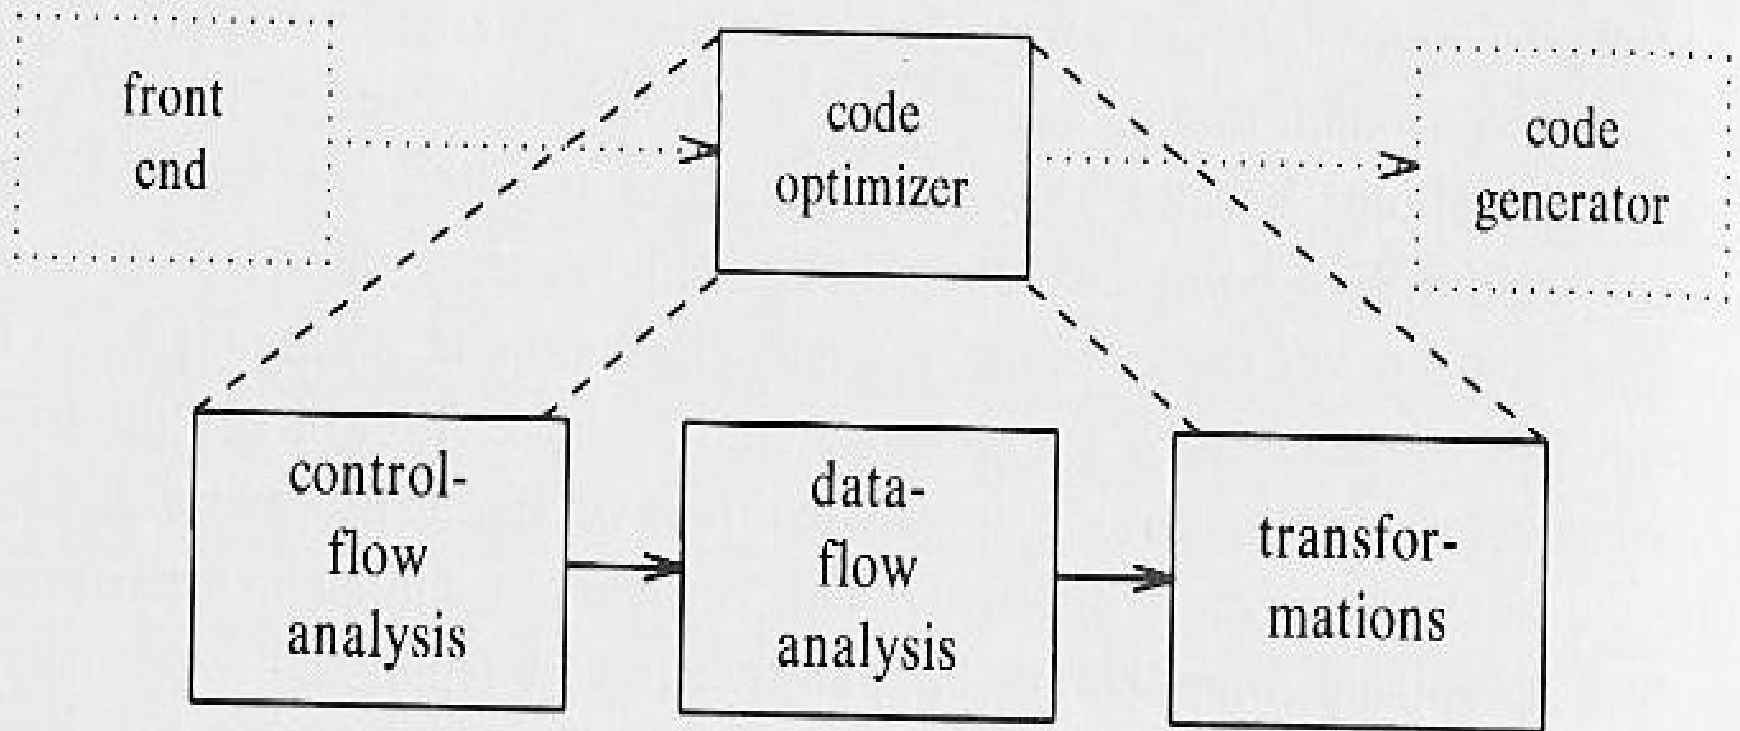 front
end
code
optimizer
code
generator
control-
flow
analysis
data-
flow
analysis
transfor-
mations